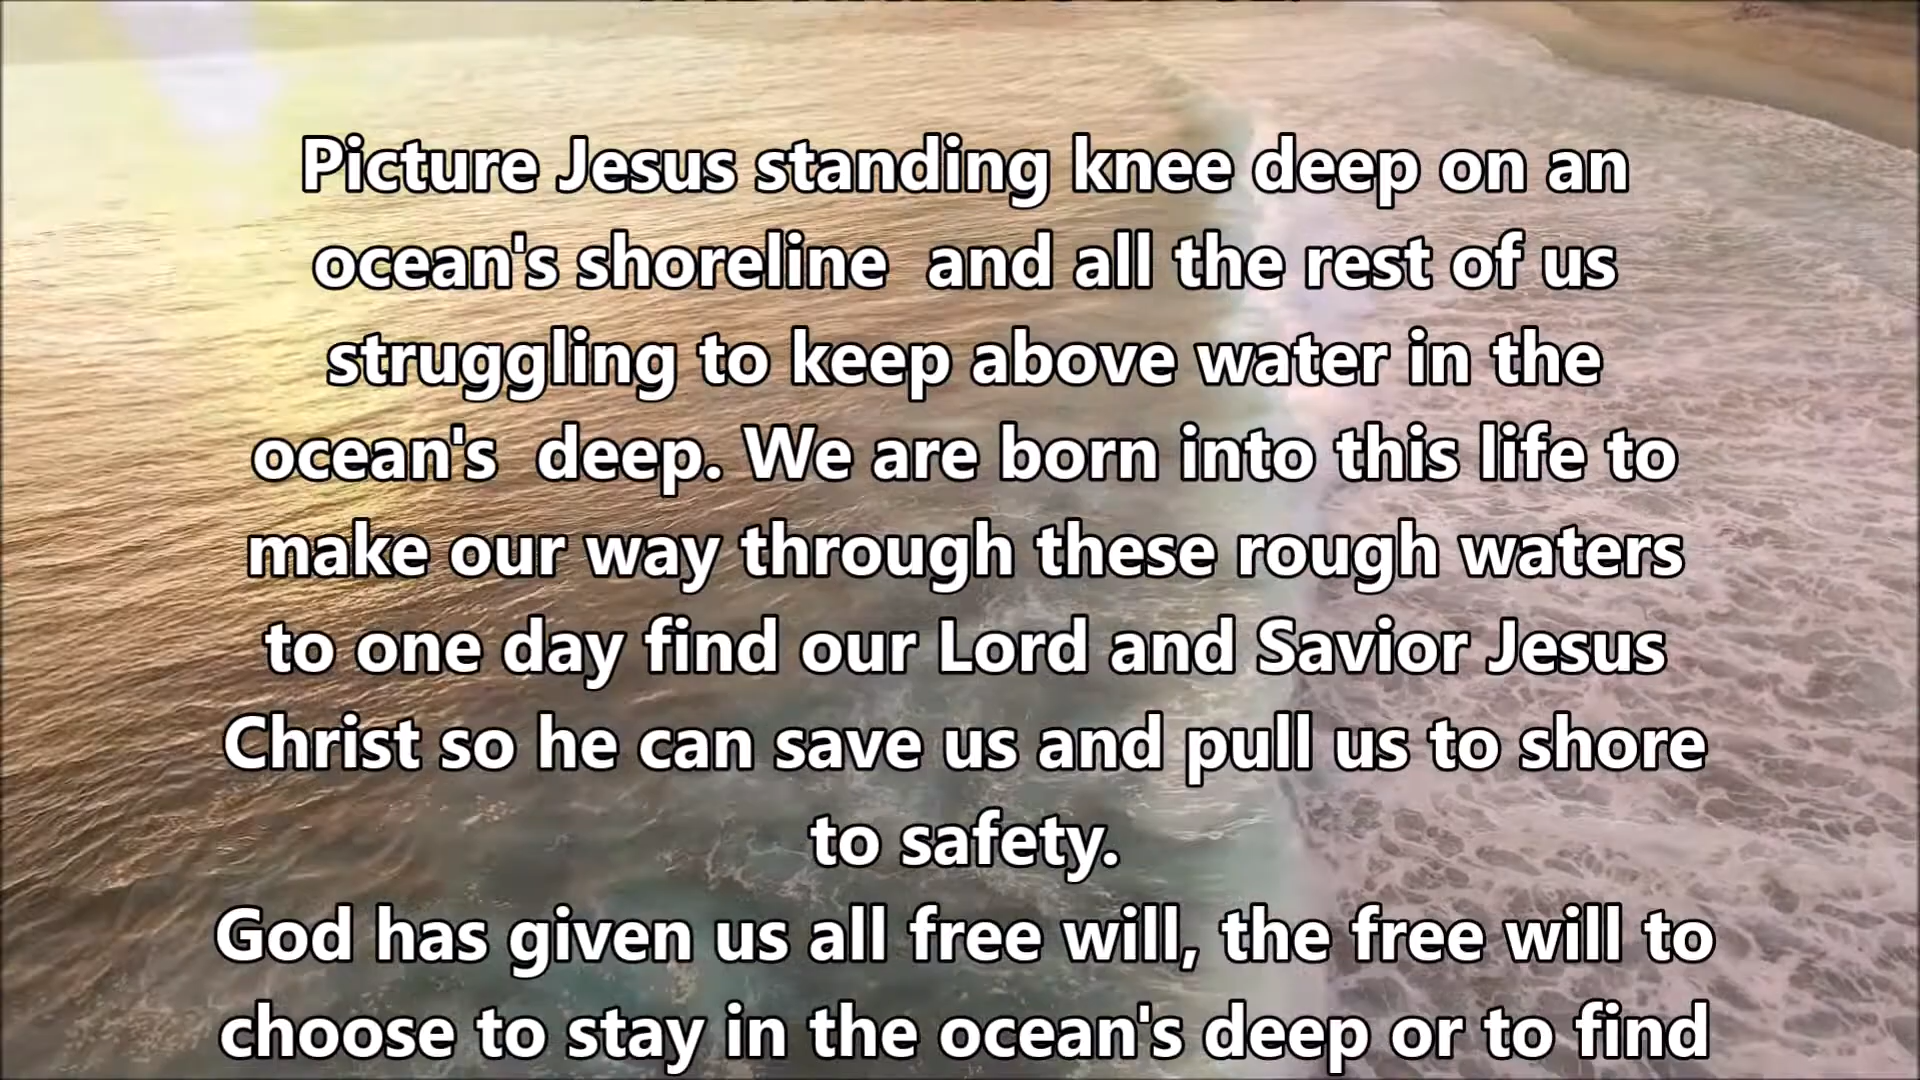 Picture Jesus standing knee deep on an
ocean's shoreline  and all the rest of us
struggling to keep above water in the
ocean's  deep. We are born into this life to
make our way through these rough waters
to one day find our Lord and Savior Jesus
Christ so he can save us and pull us to shore
to safety.
God has given us all free will, the free will to
choose to stay in the ocean's deep or to find